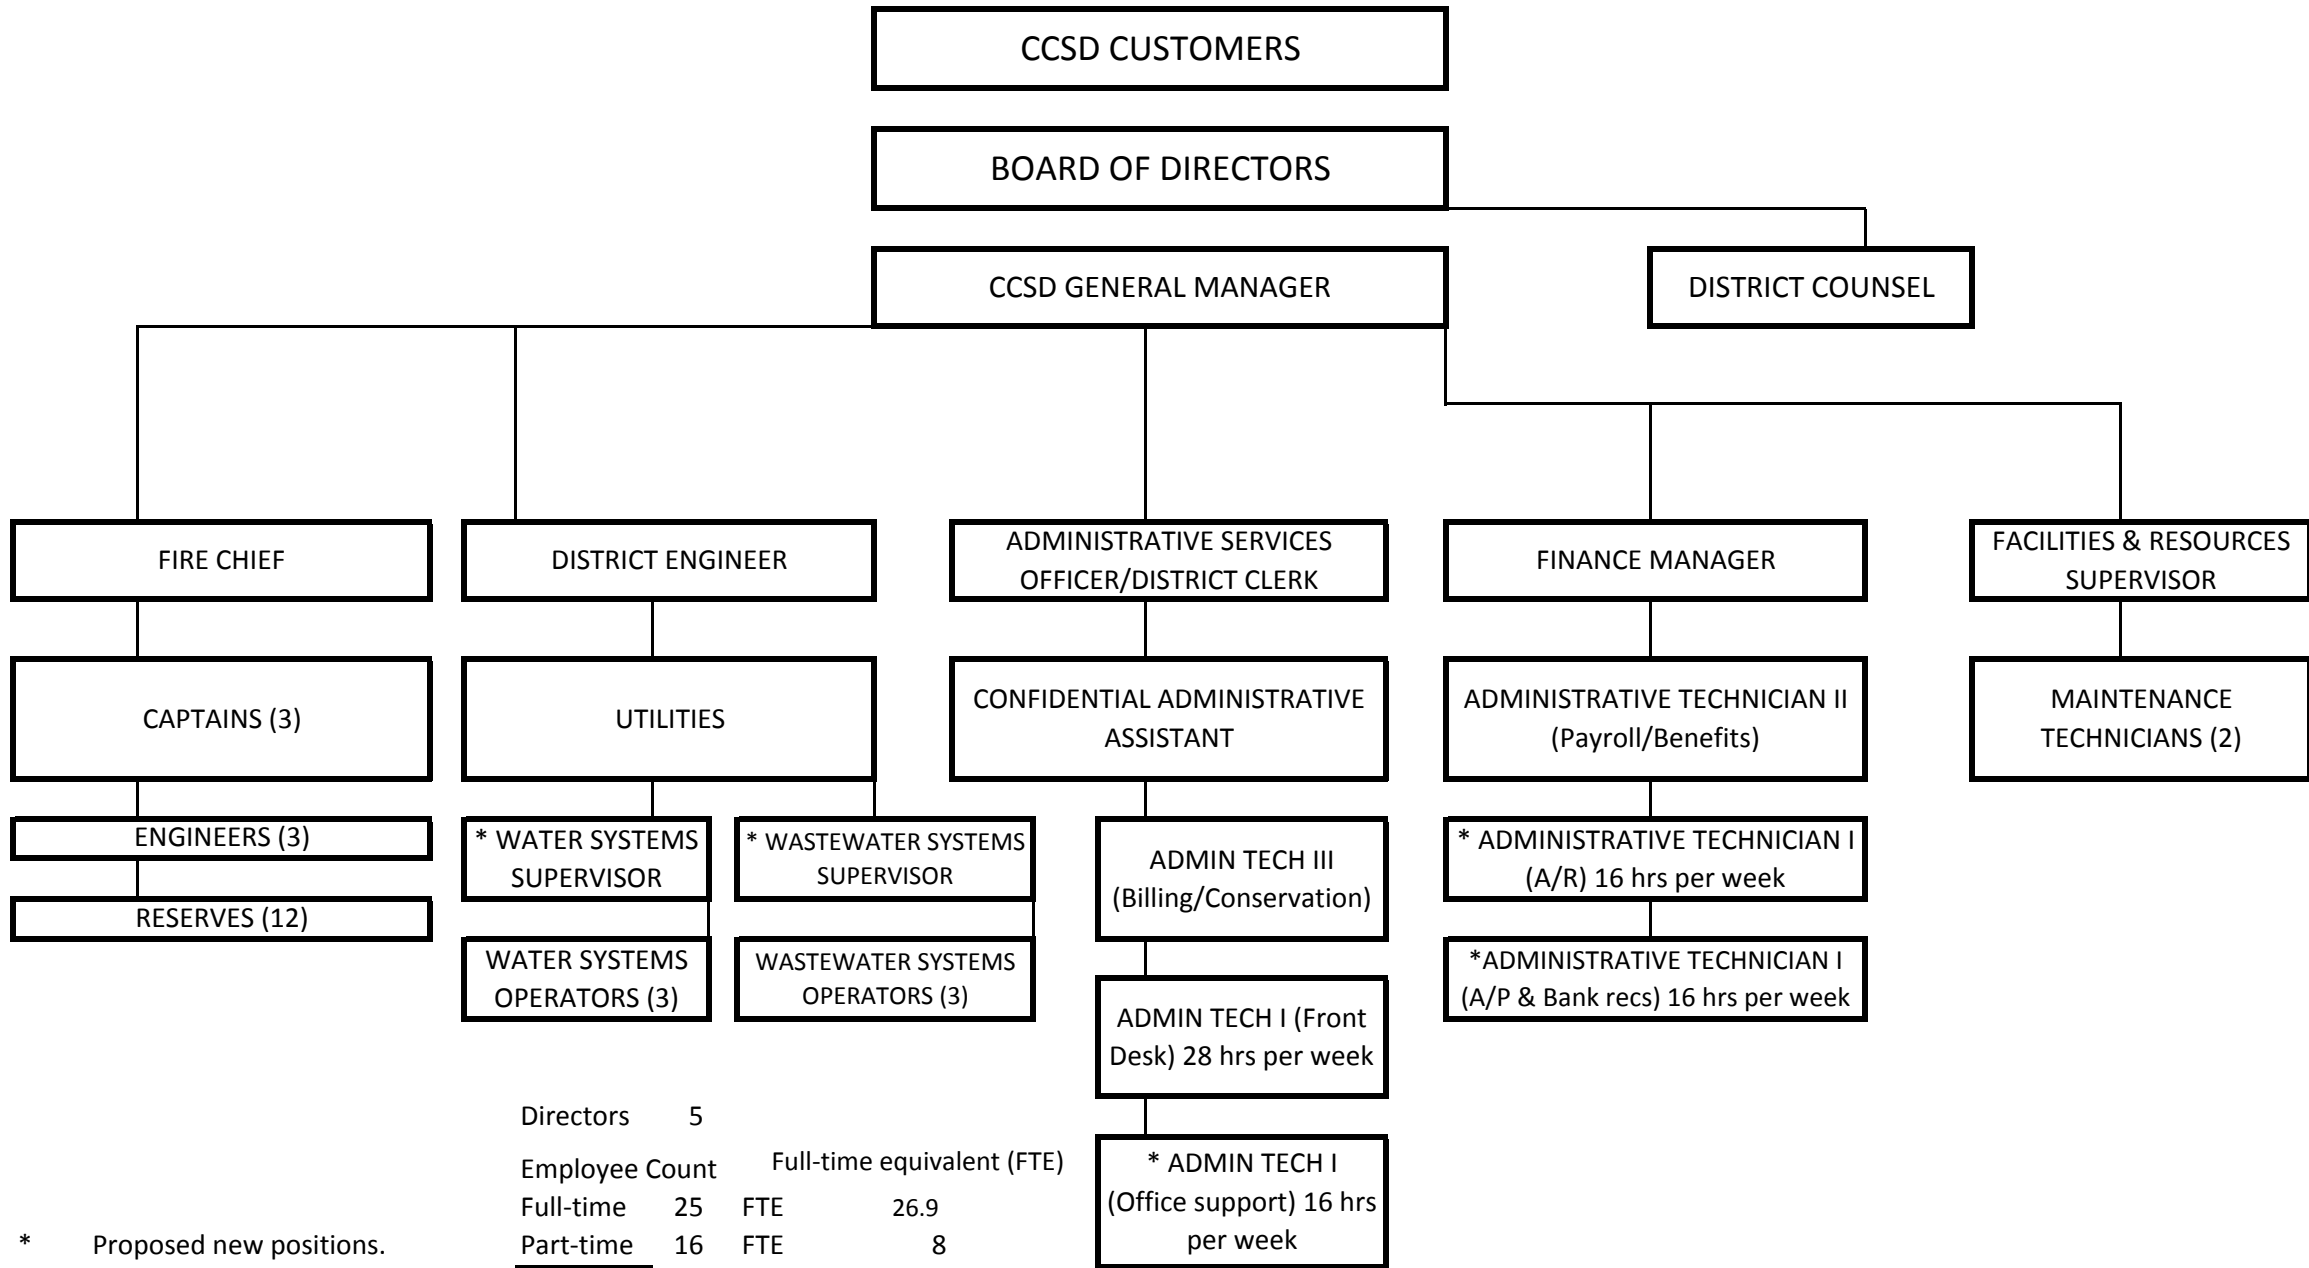 CCSD CUSTOMERS
BOARD OF DIRECTORS
CCSD GENERAL MANAGER
DISTRICT COUNSEL
FIRE CHIEF
DISTRICT ENGINEER
ADMINISTRATIVE SERVICES
OFFICER/DISTRICT CLERK
FINANCE MANAGER
FACILITIES & RESOURCES
SUPERVISOR
CAPTAINS (3)
UTILITIES
CONFIDENTIAL ADMINISTRATIVE
ASSISTANT
ADMINISTRATIVE TECHNICIAN II
(Payroll/Benefits)
MAINTENANCE
TECHNICIANS (2)
ENGINEERS (3)
RESERVES (12)
* WATER SYSTEMS
SUPERVISOR
* WASTEWATER SYSTEMS
SUPERVISOR
ADMIN TECH III
(Billing/Conservation)
* ADMINISTRATIVE TECHNICIAN I
(A/R) 16 hrs per week
WATER SYSTEMS
OPERATORS (3)
WASTEWATER SYSTEMS
OPERATORS (3)
*ADMINISTRATIVE TECHNICIAN I
(A/P & Bank recs) 16 hrs per week
ADMIN TECH I (Front
Desk) 28 hrs per week
* ADMIN TECH I
(Office support) 16 hrs
per week
Directors 5
Employee Count Full-time equivalent (FTE)
Full-time 25 FTE 26.9
Part-time 16 FTE 8
* Proposed new positions.